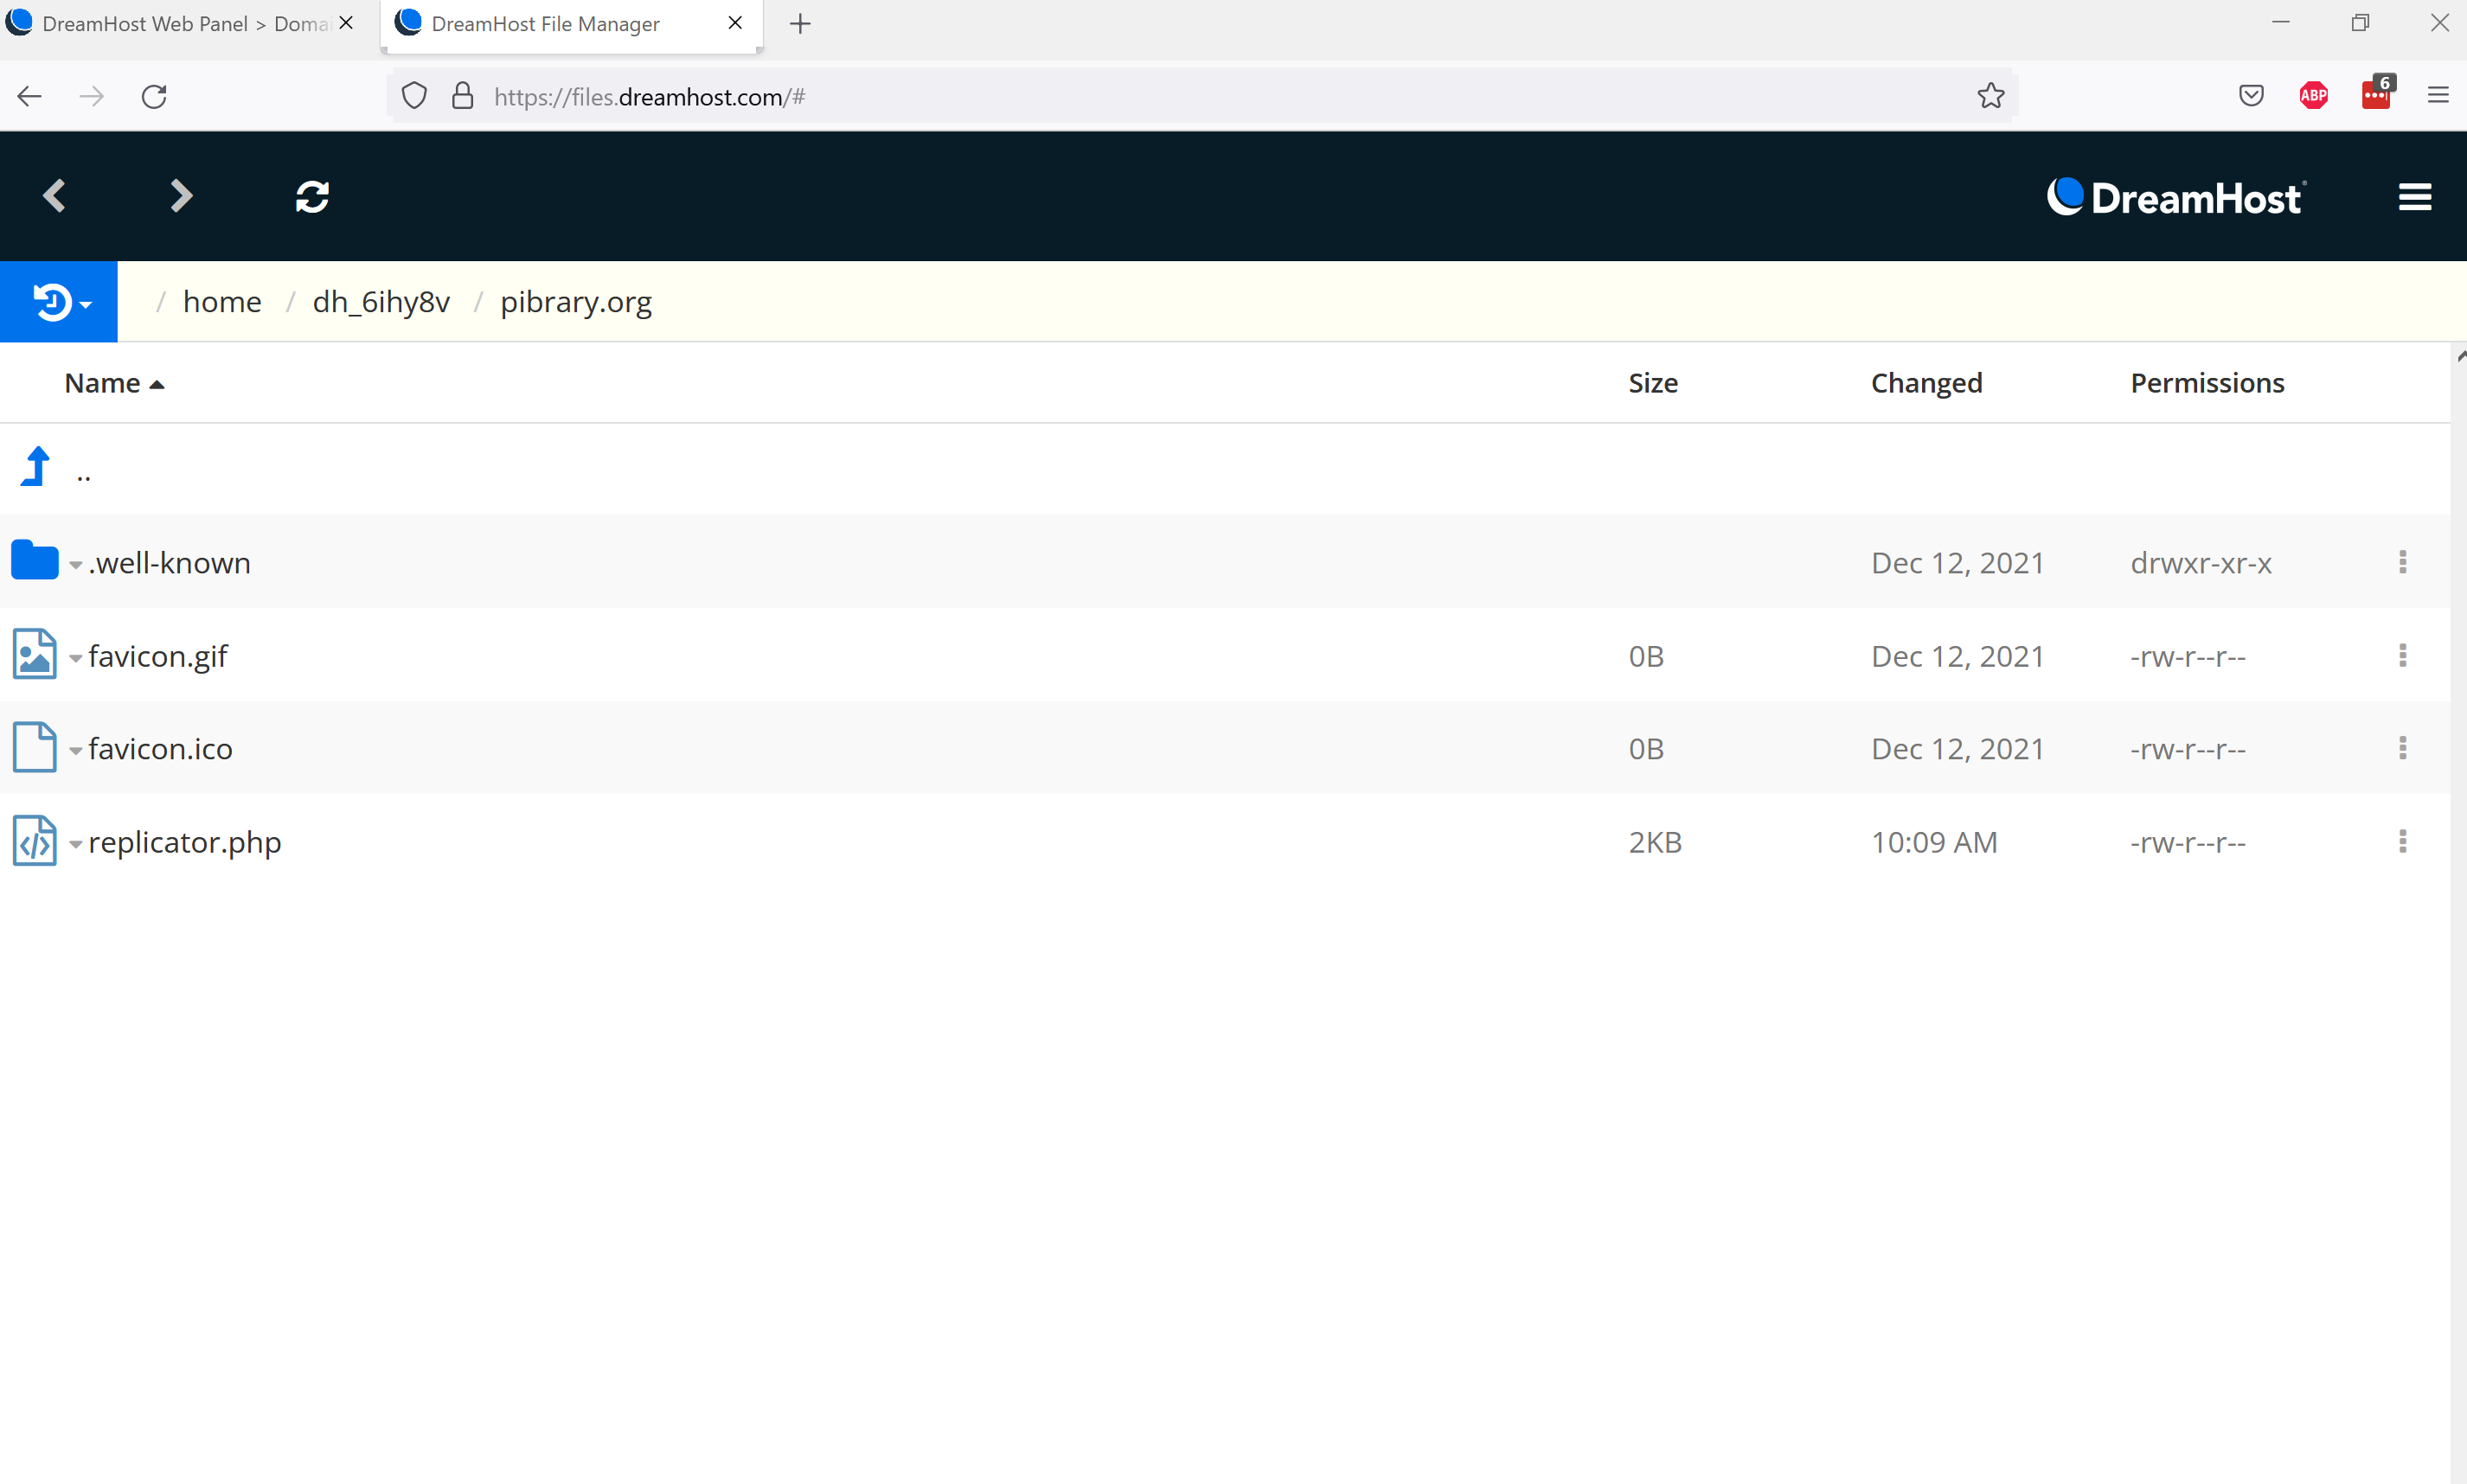 DreamHost Web Panel > Domai
DreamHost File Manager
https://files.dreamhost.com/#
ABP
6
DreamHost
/ home / dh_6ihy8v / pibrary.org
Name Size Changed Permissions
..
.well-known Dec 12, 2021 drwxr-xr-x
favicon.gif 0B Dec 12, 2021 -rw-r--r--
favicon.ico 0B Dec 12, 2021 -rw-r--r--
replicator.php 2KB 10:09 AM -rw-r--r--